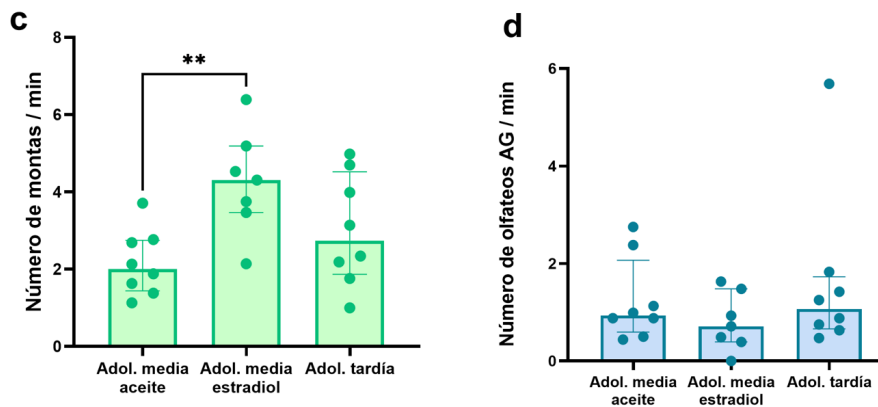 c
Número de montas / min
8
6
4
2
0
**
Adol. media
aceite
Adol. media
estradiol
Adol. tardía
d
Número de olfáteos AG / min
6
4
2
0
Adol. media
aceite
Adol. media
estradiol
Adol. tardía